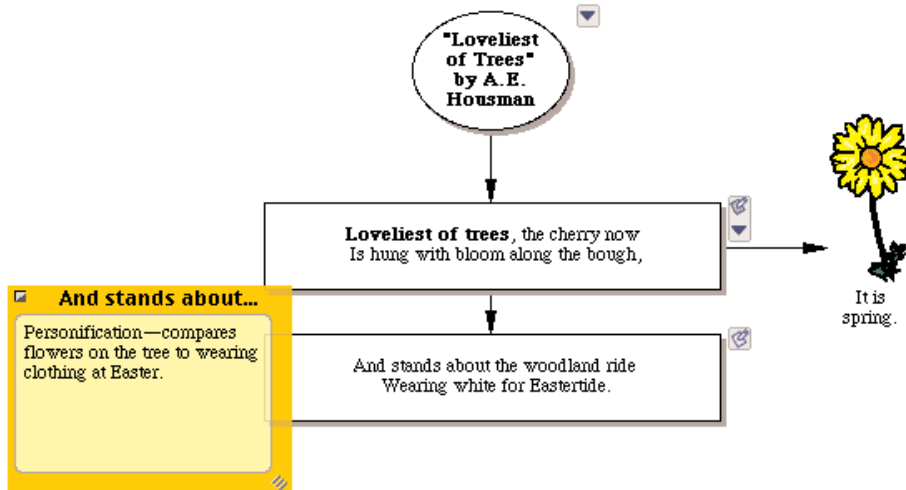 "Loveliest
of Trees"
by A.E.
Housman
Loveliest of trees, the cherry now
Is hung with bloom along the bough,
It is
spring.
And stands about...
Personification—compares
flowers on the tree to wearing
clothing at Easter.
And stands about the woodland ride
Wearing white for Eastertide.